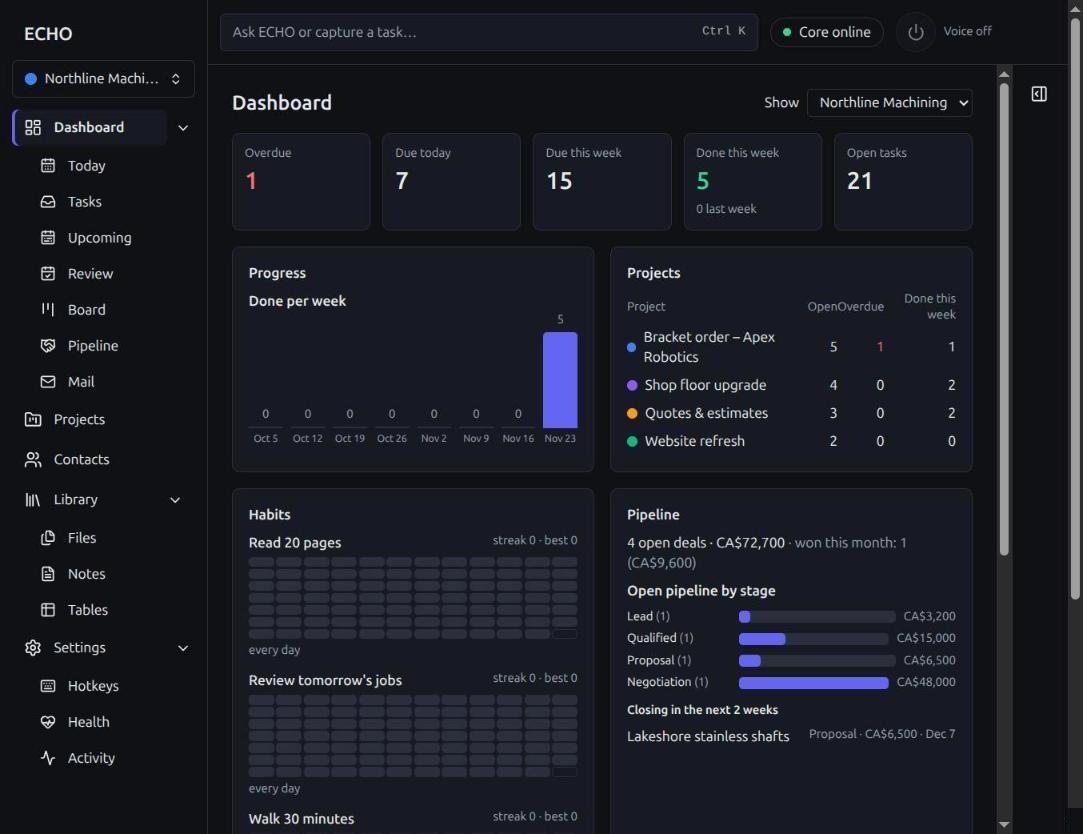 ECHO
Northline Machi...
Dashboard
Today
Tasks
Upcoming
Review
Board
Pipeline
Mail
Projects
Contacts
Library
Files
Notes
Tables
Settings
Hotkeys
Health
Activity
Ask ECHO or capture a task... Ctrl K
Core online
Voice off
Dashboard
Show Northline Machining
Overdue
1
Due today
7
Due this week
15
Done this week
5
0 last week
Open tasks
21
Progress
Done per week
5
0 0 0 0 0 0 0
Oct 5 Oct 12 Oct 19 Oct 26 Nov 2 Nov 9 Nov 16 Nov 23
Projects
Project Open Overdue Done this
week
Bracket order – Apex
Robotics 5 1 1
Shop floor upgrade 4 0 2
Quotes & estimates 3 0 2
Website refresh 2 0 0
Habits
Read 20 pages streak 0 · best 0
every day
Review tomorrow's jobs streak 0 · best 0
every day
Walk 30 minutes streak 0 · best 0
Pipeline
4 open deals · CA$72,700 · won this month: 1
(CA$9,600)
Open pipeline by stage
Lead (1) CA$3,200
Qualified (1) CA$15,000
Proposal (1) CA$6,500
Negotiation (1) CA$48,000
Closing in the next 2 weeks
Lakeshore stainless shafts Proposal · CA$6,500 · Dec 7